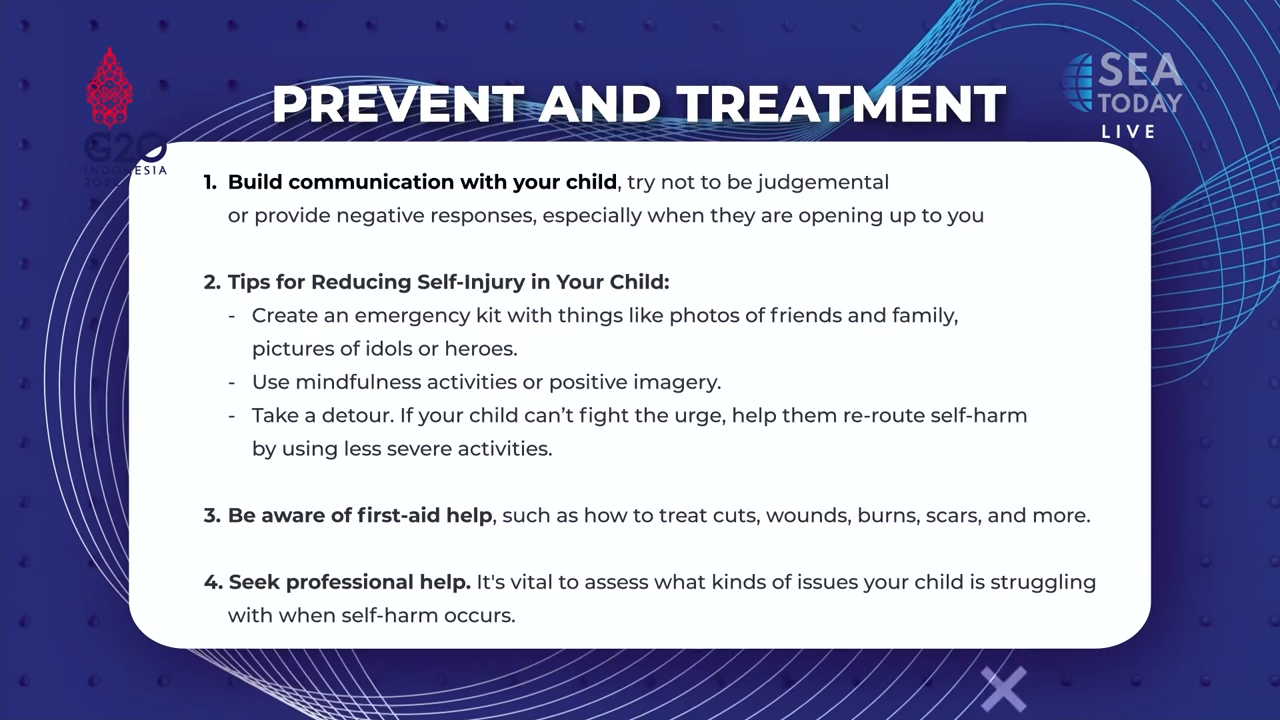 PREVENT AND TREATMENT
SEA
TODAY
LIVE
G20
INDONESIA
1. Build communication with your child, try not to be judgemental
or provide negative responses, especially when they are opening up to you
2. Tips for Reducing Self-Injury in Your Child:
- Create an emergency kit with things like photos of friends and family,
pictures of idols or heroes.
- Use mindfulness activities or positive imagery.
- Take a detour. If your child can't fight the urge, help them re-route self-harm
by using less severe activities.
3. Be aware of first-aid help, such as how to treat cuts, wounds, burns, scars, and more.
4. Seek professional help. It's vital to assess what kinds of issues your child is struggling
with when self-harm occurs.